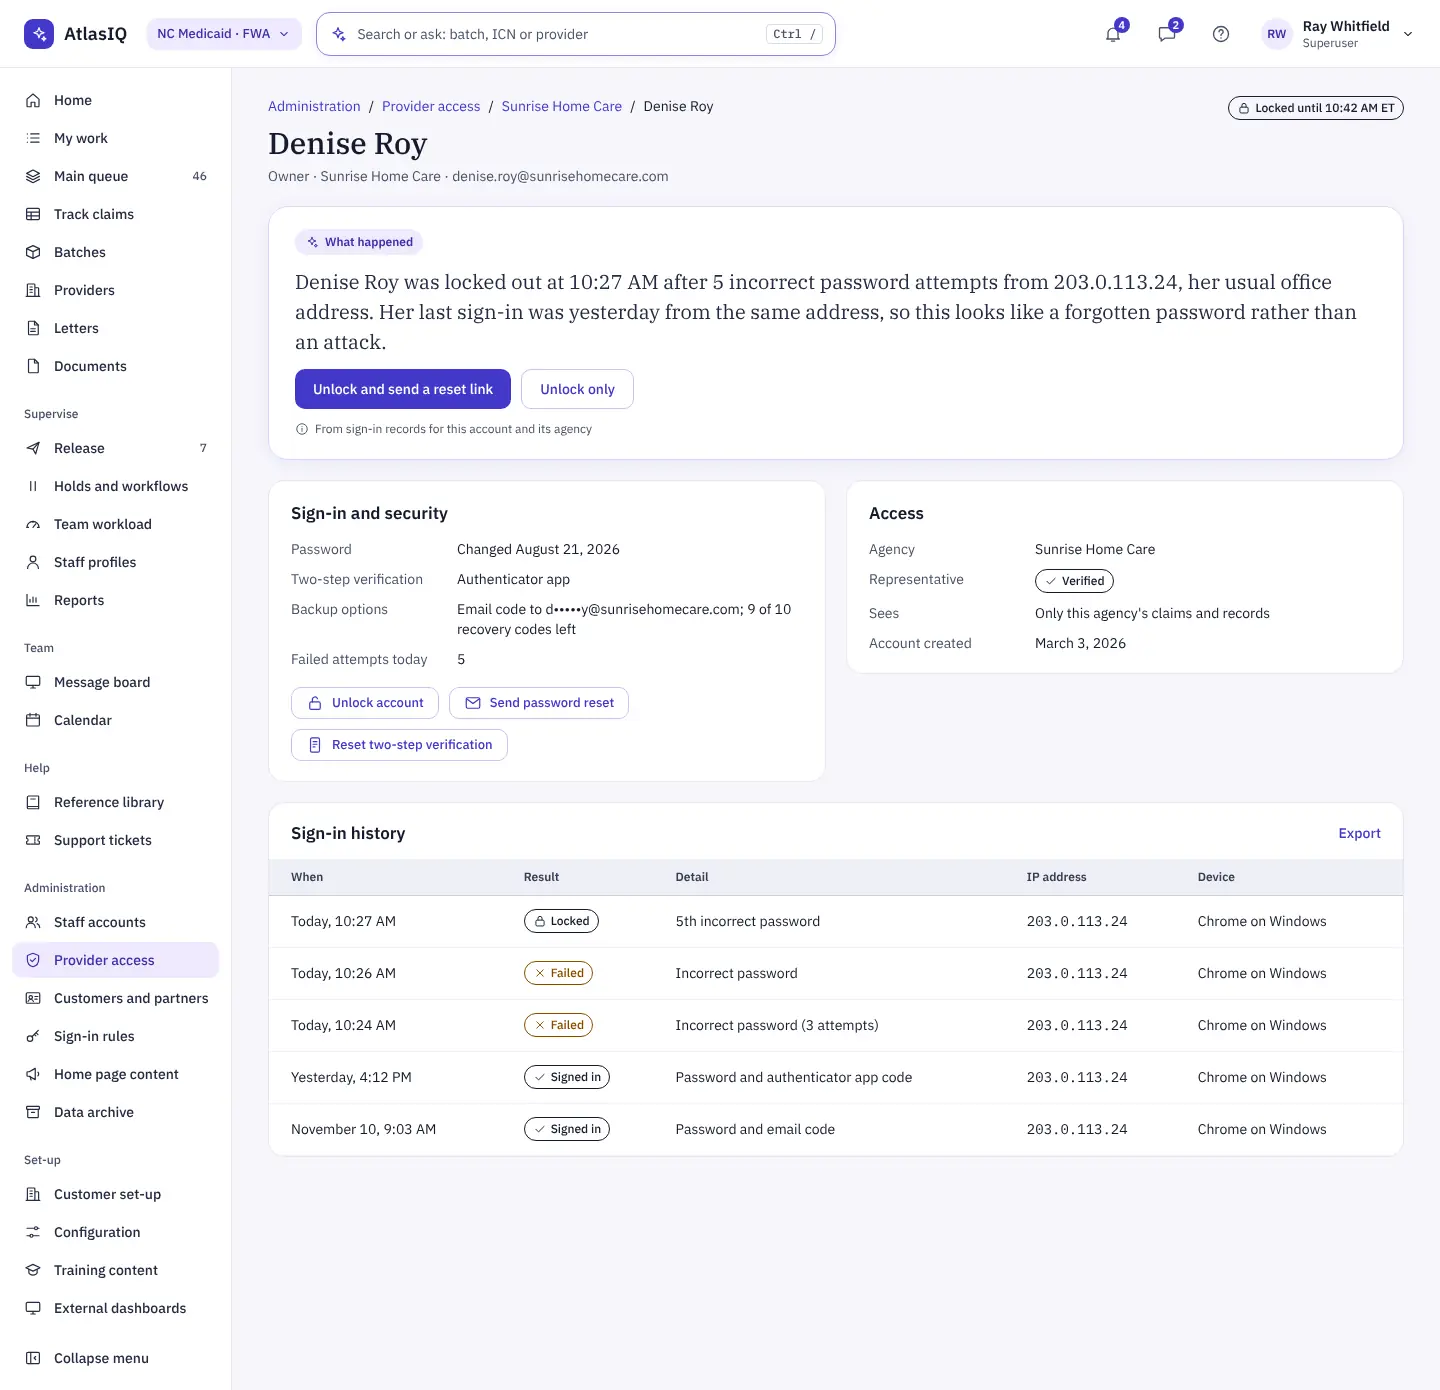 AtlasIQ
NC Medicaid · FWA
Search or ask: batch, ICN or provider
Ctrl /
4
2
RW
Ray Whitfield
Superuser
Home
My work
Main queue 46
Track claims
Batches
Providers
Letters
Documents
Supervise
Release 7
Holds and workflows
Team workload
Staff profiles
Reports
Team
Message board
Calendar
Help
Reference library
Support tickets
Administration
Staff accounts
Provider access
Customers and partners
Sign-in rules
Home page content
Data archive
Set-up
Customer set-up
Configuration
Training content
External dashboards
Collapse menu
Administration / Provider access / Sunrise Home Care / Denise Roy
Locked until 10:42 AM ET
Denise Roy
Owner · Sunrise Home Care · denise.roy@sunrisehomecare.com
What happened
Denise Roy was locked out at 10:27 AM after 5 incorrect password attempts from 203.0.113.24, her usual office
address. Her last sign-in was yesterday from the same address, so this looks like a forgotten password rather than
an attack.
Unlock and send a reset link
Unlock only
From sign-in records for this account and its agency
Sign-in and security
Password Changed August 21, 2026
Two-step verification Authenticator app
Backup options Email code to d•••••y@sunrisehomecare.com; 9 of 10
recovery codes left
Failed attempts today 5
Unlock account
Send password reset
Reset two-step verification
Access
Agency Sunrise Home Care
Representative Verified
Sees Only this agency's claims and records
Account created March 3, 2026
Sign-in history
Export
When Result Detail IP address Device
Today, 10:27 AM Locked 5th incorrect password 203.0.113.24 Chrome on Windows
Today, 10:26 AM Failed Incorrect password 203.0.113.24 Chrome on Windows
Today, 10:24 AM Failed Incorrect password (3 attempts) 203.0.113.24 Chrome on Windows
Yesterday, 4:12 PM Signed in Password and authenticator app code 203.0.113.24 Chrome on Windows
November 10, 9:03 AM Signed in Password and email code 203.0.113.24 Chrome on Windows